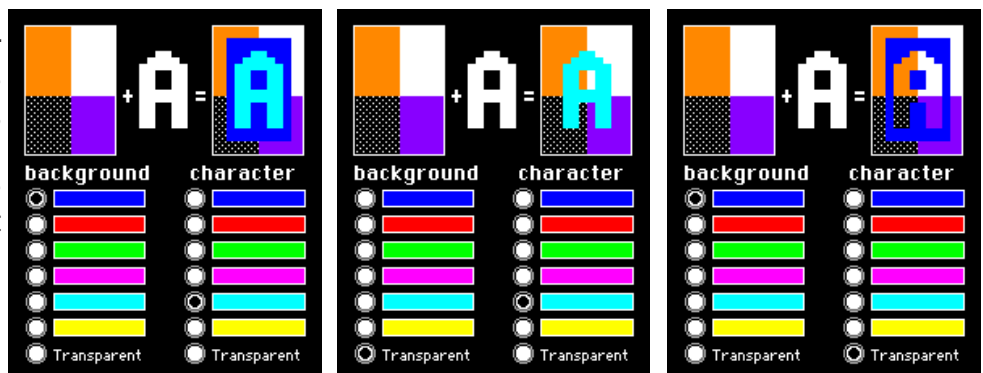 + A = A
background character
Transparent Transparent
+ A = A
background character
Transparent Transparent
+ A = A
background character
Transparent Transparent